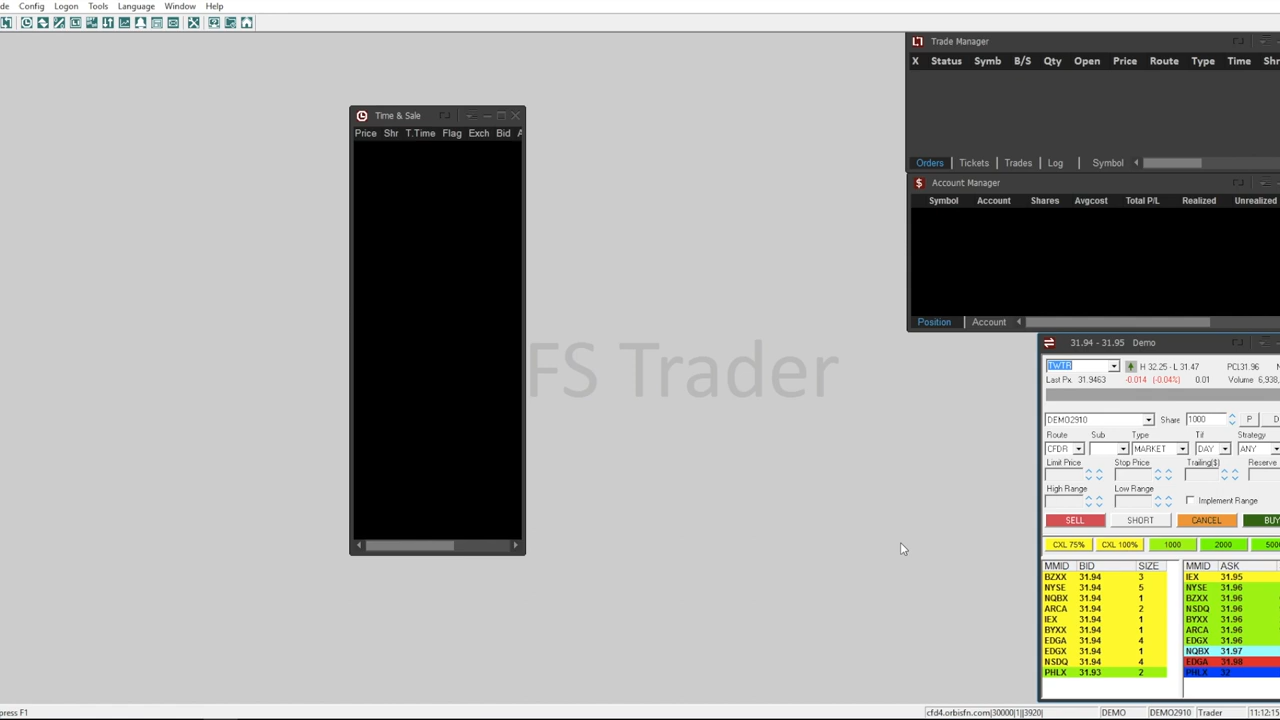 de Config Logon Tools Language Window Help
Trade Manager
X Status Symb B/S Qty Open Price Route Type Time Shr
Time & Sale
Price Shr T.Time Flag Exch Bid A
Orders Tickets Trades Log Symbol
Account Manager
Symbol Account Shares Avgcost Total P/L Realized Unrealized
Position Account
FS Trader
31.94 - 31.95 Demo
TWTR H 32.25 - L 31.47 PCL31.96 N
Last Px. 31.9463 -0.014 (-0.04%) 0.01 Volume 6,938,
DEMO2910 Share 1000 P D
Route Sub Type Tif Strategy
CFDR MARKET DAY ANY
Limit Price Stop Price Trailing($) Reserve
High Range Low Range Implement Range
SELL SHORT CANCEL BUY
CXL 75% CXL 100% 1000 2000 5000
MMID BID SIZE MMID ASK
BZXX 31.94 3 IEX 31.95
NYSE 31.94 5 NYSE 31.96
NQBX 31.94 1 BZXX 31.96
ARCA 31.94 2 NSDQ 31.96
IEX 31.94 1 BYXX 31.96
BYXX 31.94 1 ARCA 31.96
EDGA 31.94 4 EDGX 31.96
EDGX 31.94 1 NQBX 31.97
NSDQ 31.94 4 EDGA 31.98
PHLX 31.93 2 PHLX 32
press F1 cfd4.orbisfn.com|30000|1||3920| DEMO DEMO2910 Trader 11:12:15